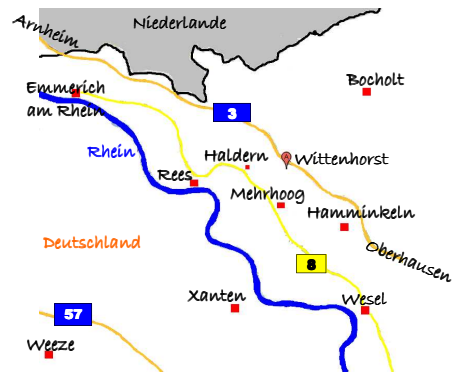 Niederlande
Arnheim
Bocholt
Emmerich
am Rhein
3
Rhein
Haldern
A
Wittenhorst
Rees
Mehrhoog
Hamminkeln
Deutschland
Oberhausen
8
Xanten
Wesel
57
Weeze